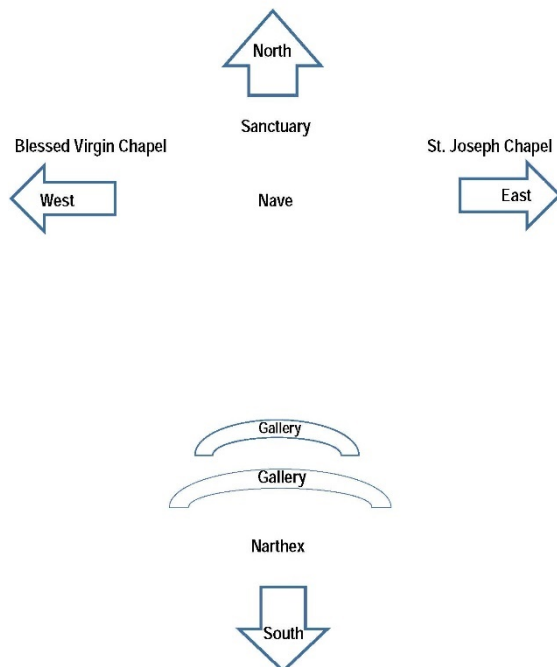 North
Sanctuary
Blessed Virgin Chapel
St. Joseph Chapel
West
Nave
East
Gallery
Gallery
Narthex
South